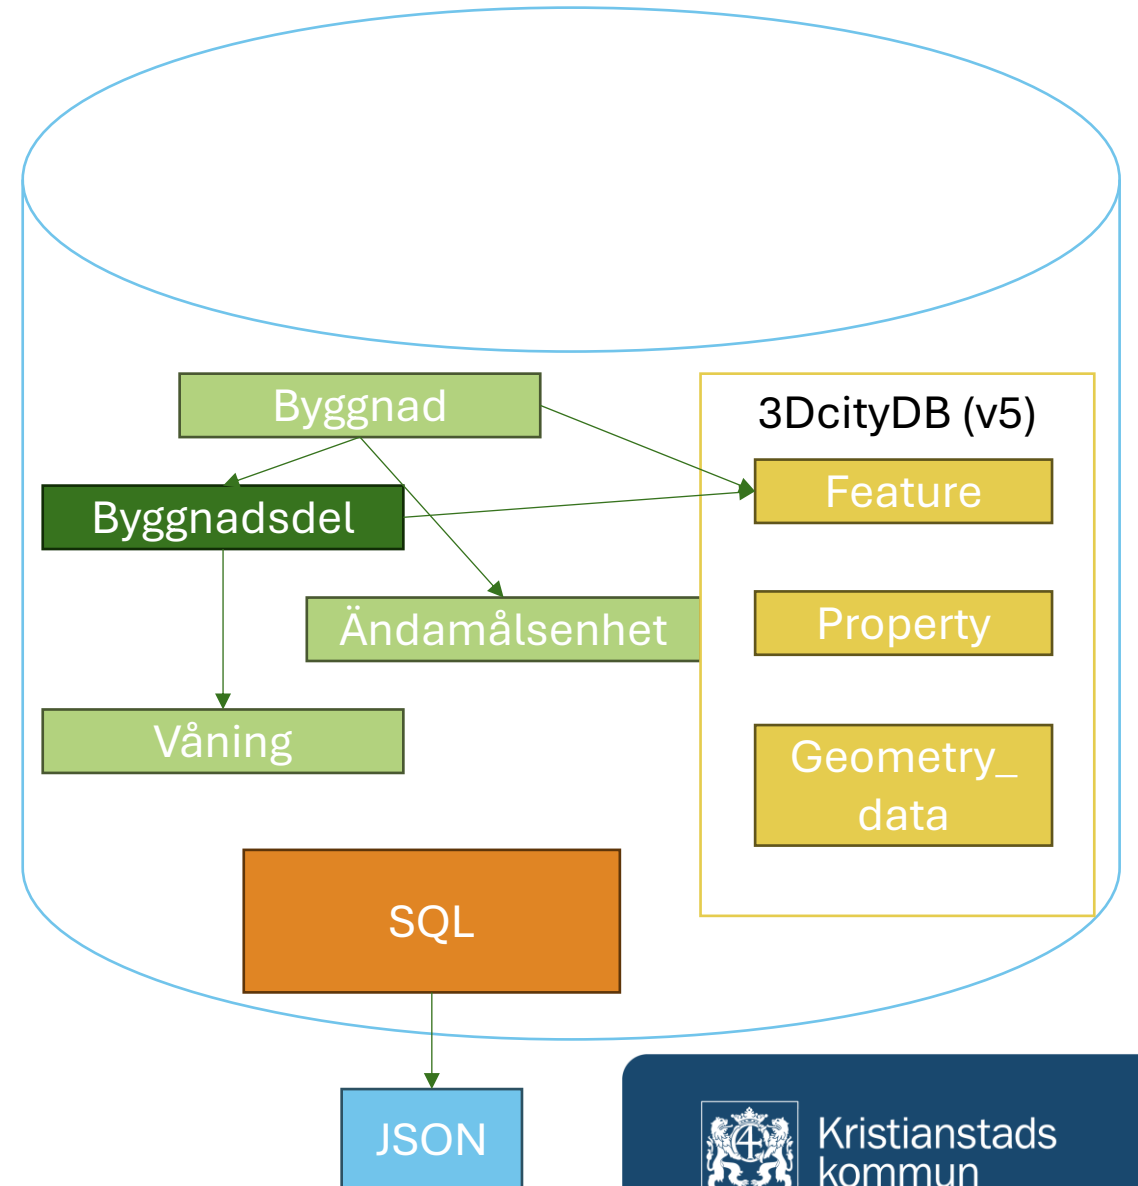 Byggnad
3DcityDB (v5)
Feature
Byggnadsdel
Ändamålsenhet
Property
Våning
Geometry_
data
SQL
JSON
Kristianstads
kommun